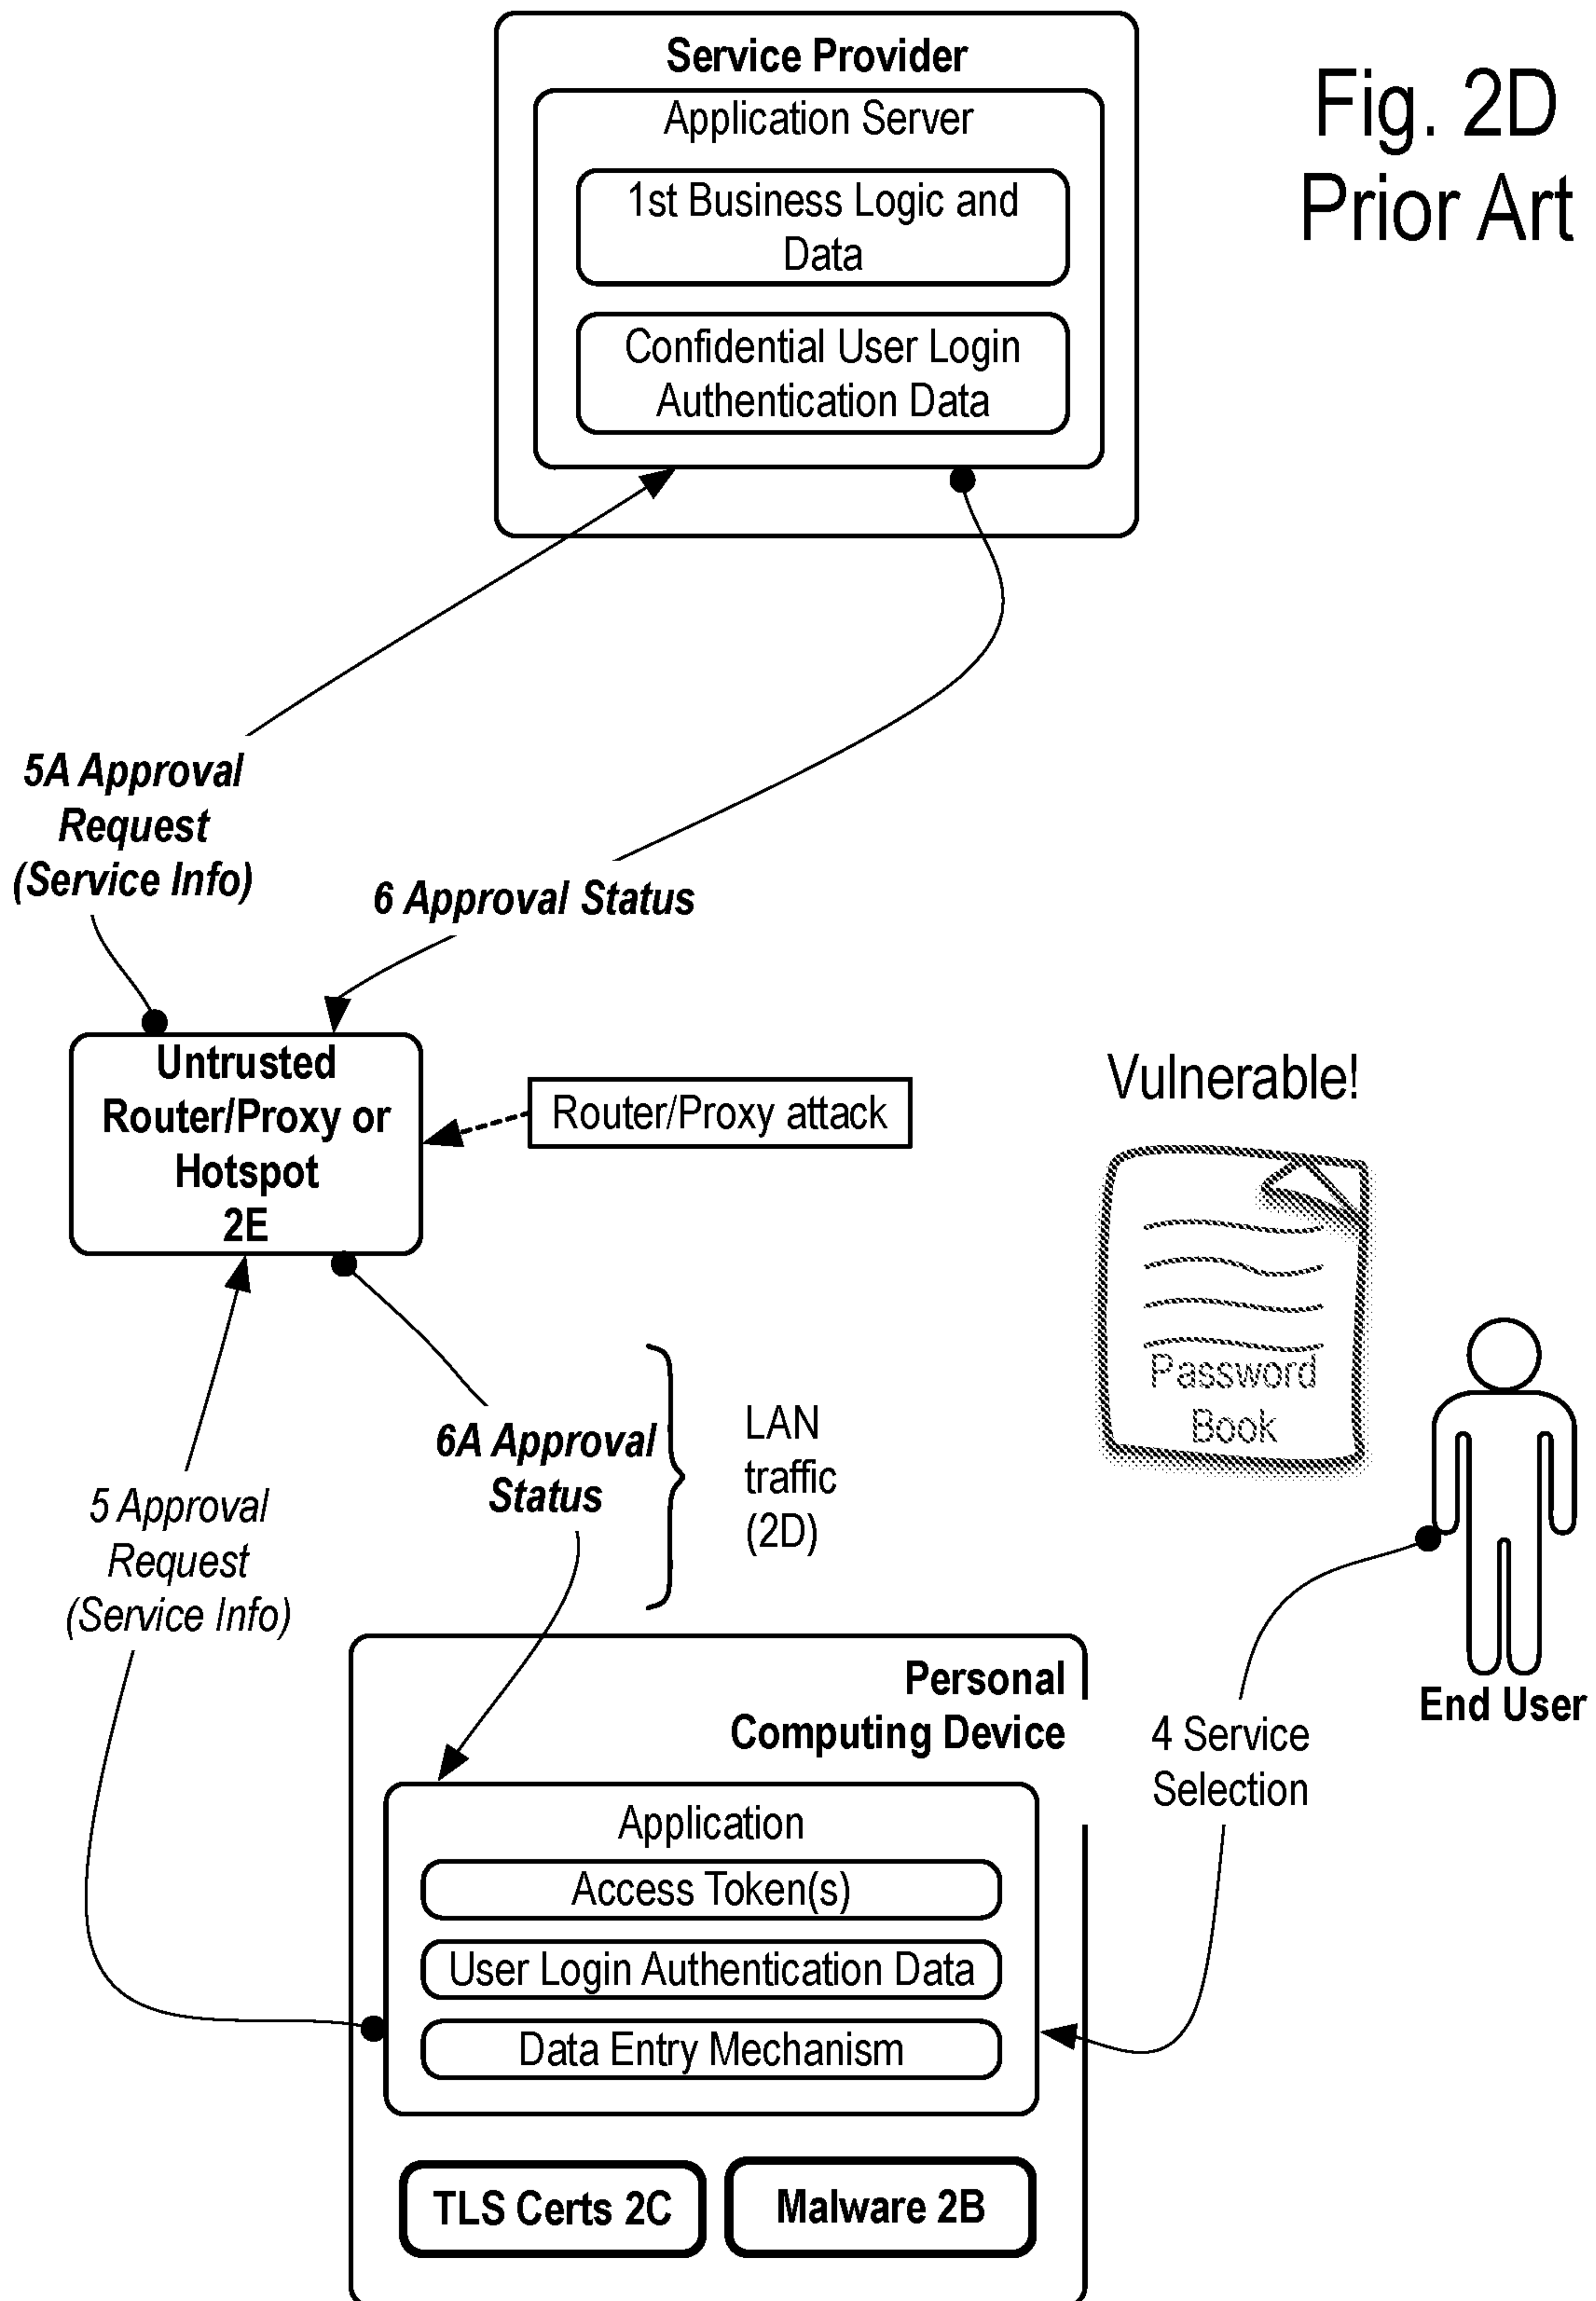 Service Provider
Application Server
1st Business Logic and
Data
Confidential User Login
Authentication Data
Fig. 2D
Prior Art
5A Approval
Request
(Service Info)
6 Approval Status
Untrusted
Router/Proxy or
Hotspot
2E
Router/Proxy attack
Vulnerable!
Password
Book
6A Approval
Status
LAN
traffic
(2D)
5 Approval
Request
(Service Info)
End User
4 Service
Selection
Personal
Computing Device
Application
Access Token(s)
User Login Authentication Data
Data Entry Mechanism
TLS Certs 2C
Malware 2B